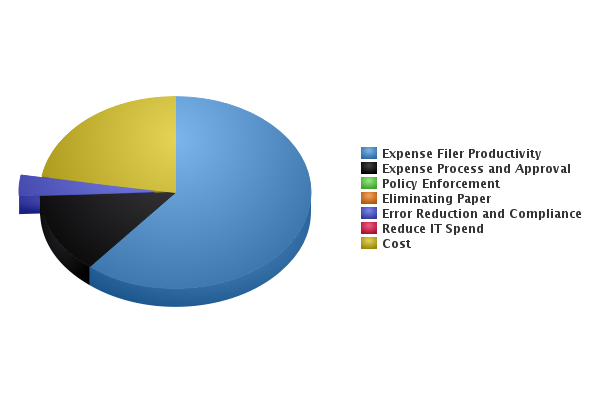 Expense Filer Productivity
Expense Process and Approval
Policy Enforcement
Eliminating Paper
Error Reduction and Compliance
Reduce IT Spend
Cost